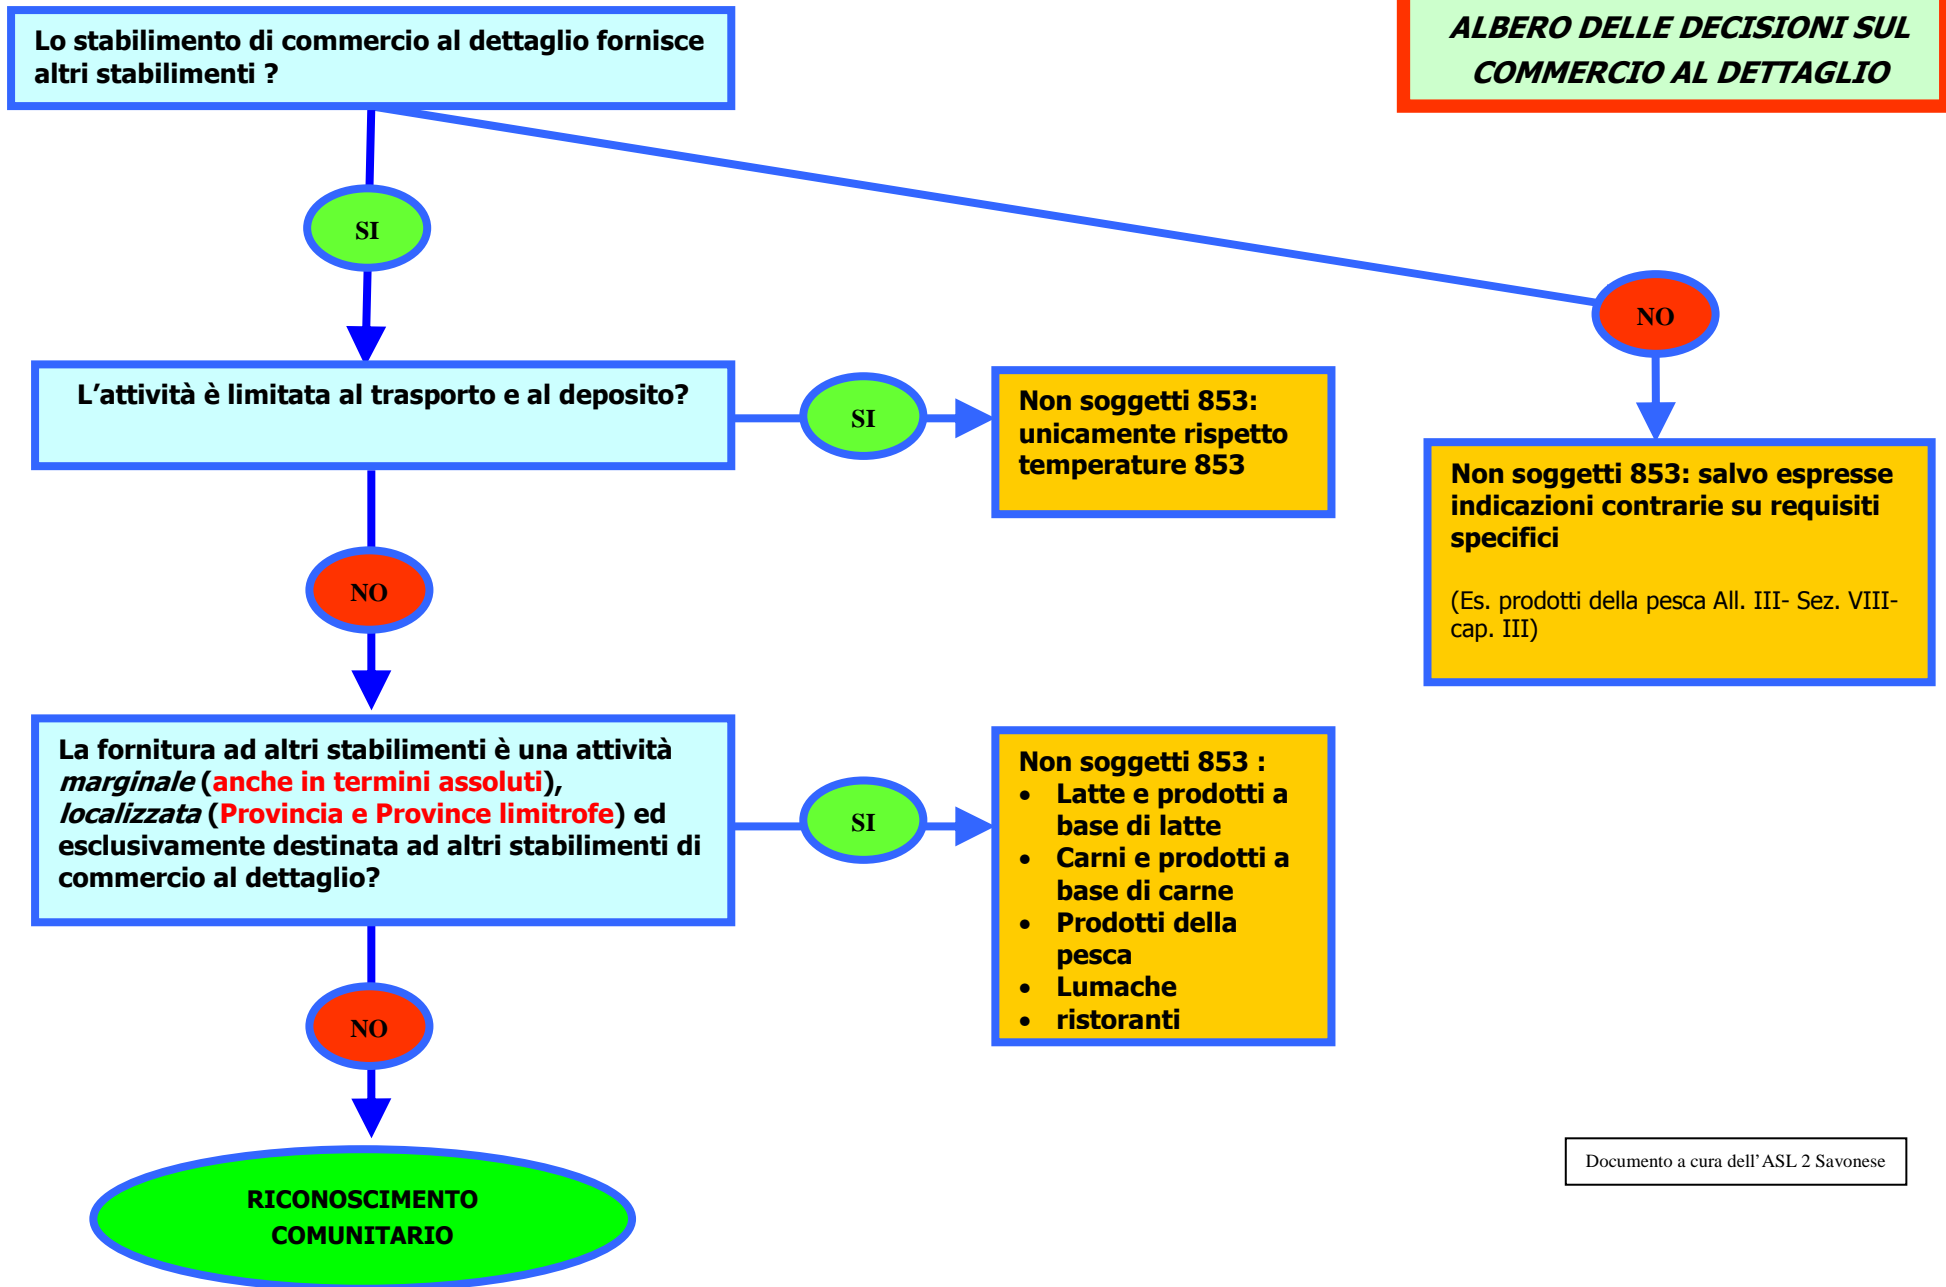 ALBERO DELLE DECISIONI SUL
COMMERCIO AL DETTAGLIO
Lo stabilimento di commercio al dettaglio fornisce
altri stabilimenti ?
SI
NO
L’attività è limitata al trasporto e al deposito?
SI
Non soggetti 853:
unicamente rispetto
temperature 853
Non soggetti 853: salvo espresse
indicazioni contrarie su requisiti
specifici
(Es. prodotti della pesca All. III- Sez. VIII-
cap. III)
NO
La fornitura ad altri stabilimenti è una attività
marginale (anche in termini assoluti),
localizzata (Provincia e Province limitrofe) ed
esclusivamente destinata ad altri stabilimenti di
commercio al dettaglio?
SI
Non soggetti 853 :
• Latte e prodotti a
base di latte
• Carni e prodotti a
base di carne
• Prodotti della
pesca
• Lumache
• ristoranti
NO
RICONOSCIMENTO
COMUNITARIO
Documento a cura dell’ASL 2 Savonese